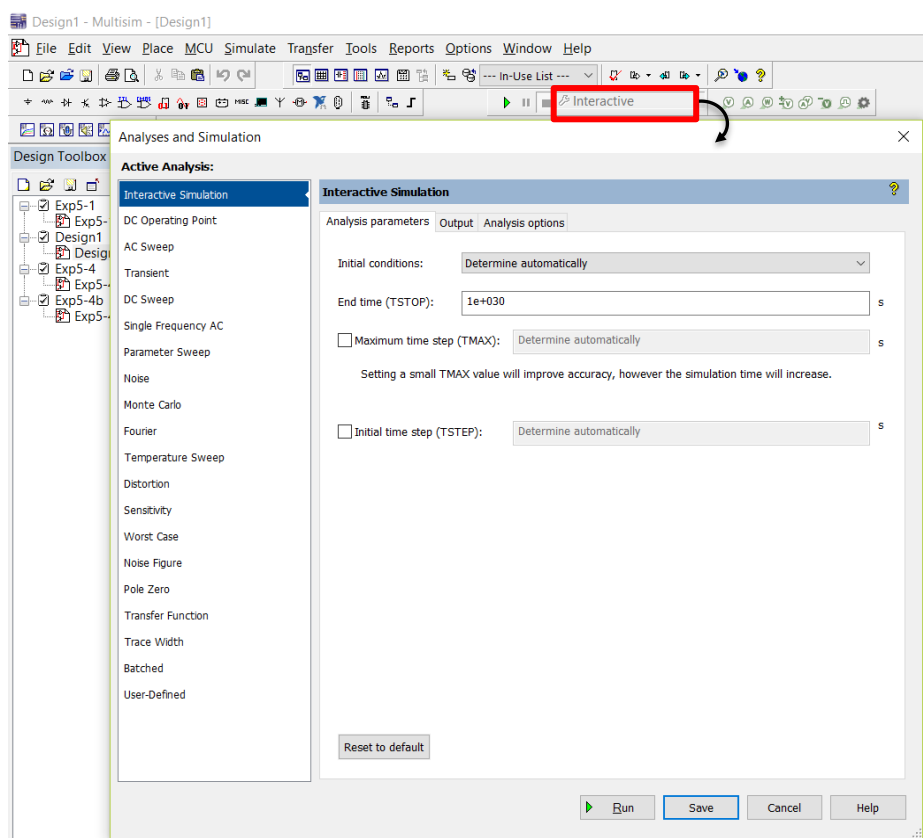 Design1 - Multisim - [Design1]
File Edit View Place MCU Simulate Transfer Tools Reports Options Window Help
--- In-Use List ---
MISC Interactive
Analyses and Simulation
Design Toolbox
Active Analysis:
Exp5-1
Exp5-
Design1
Desig
Exp5-4
Exp5-
Exp5-4b
Exp5-
Interactive Simulation
DC Operating Point
AC Sweep
Transient
DC Sweep
Single Frequency AC
Parameter Sweep
Noise
Monte Carlo
Fourier
Temperature Sweep
Distortion
Sensitivity
Worst Case
Noise Figure
Pole Zero
Transfer Function
Trace Width
Batched
User-Defined
Interactive Simulation
Analysis parameters Output Analysis options
Initial conditions: Determine automatically
End time (TSTOP): 1e+030 s
Maximum time step (TMAX): Determine automatically s
Setting a small TMAX value will improve accuracy, however the simulation time will increase.
Initial time step (TSTEP): Determine automatically s
Reset to default
Run Save Cancel Help